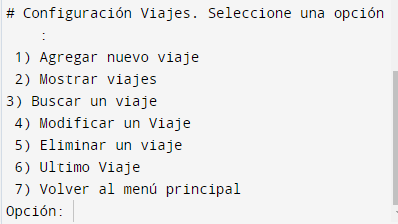 # Configuración Viajes. Seleccione una opción
:
1) Agregar nuevo viaje
2) Mostrar viajes
3) Buscar un viaje
4) Modificar un Viaje
5) Eliminar un viaje
6) Ultimo Viaje
7) Volver al menú principal
Opción: